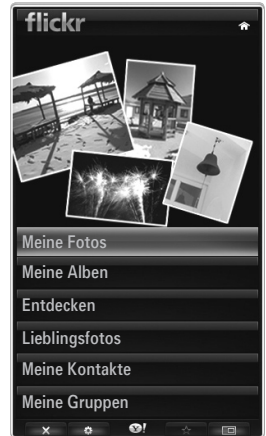 flickr
Meine Fotos
Meine Alben
Entdecken
Lieblingsfotos
Meine Kontakte
Meine Gruppen
Y!